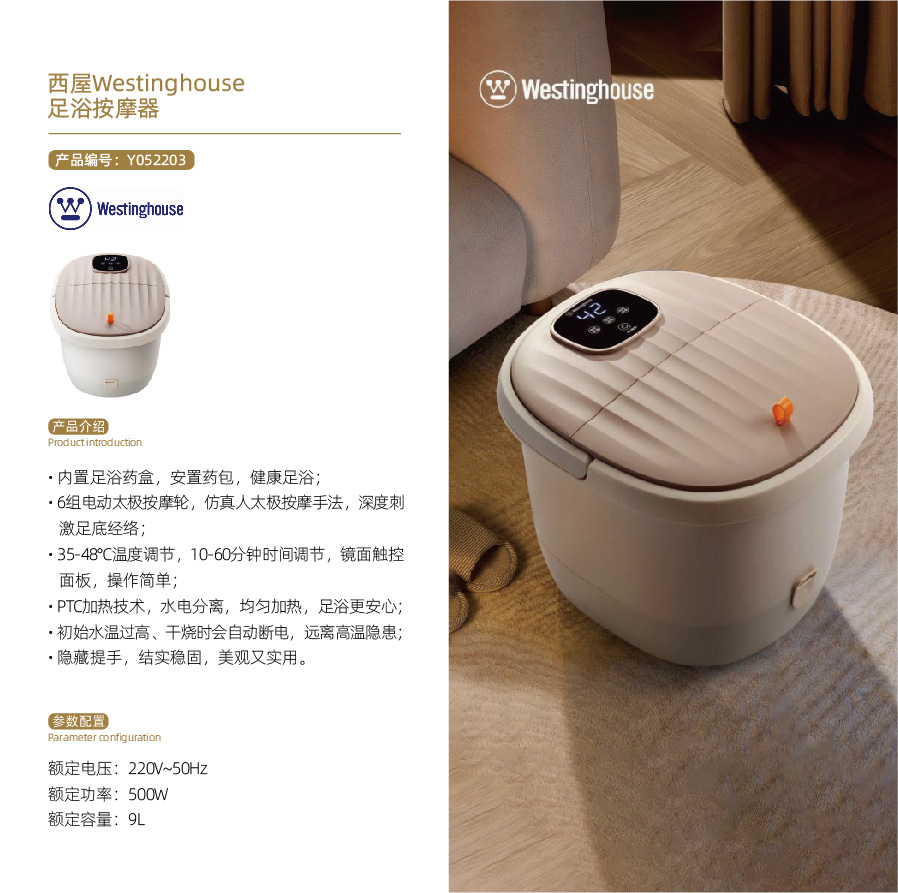 西屋Westinghouse
足浴按摩器
产品编号：Y052203
Westinghouse
42
产品介绍
Product introduction
• 内置足浴药盒，安置药包，健康足浴；
• 6组电动太极按摩轮，仿真人太极按摩手法，深度刺
激足底经络；
• 35-48℃温度调节，10-60分钟时间调节，镜面触控
面板，操作简单；
• PTC加热技术，水电分离，均匀加热，足浴更安心；
• 初始水温过高、干烧时会自动断电，远离高温隐患；
• 隐藏提手，结实稳固，美观又实用。
参数配置
Parameter configuration
额定电压：220V~50Hz
额定功率：500W
额定容量：9L
Westinghouse
42